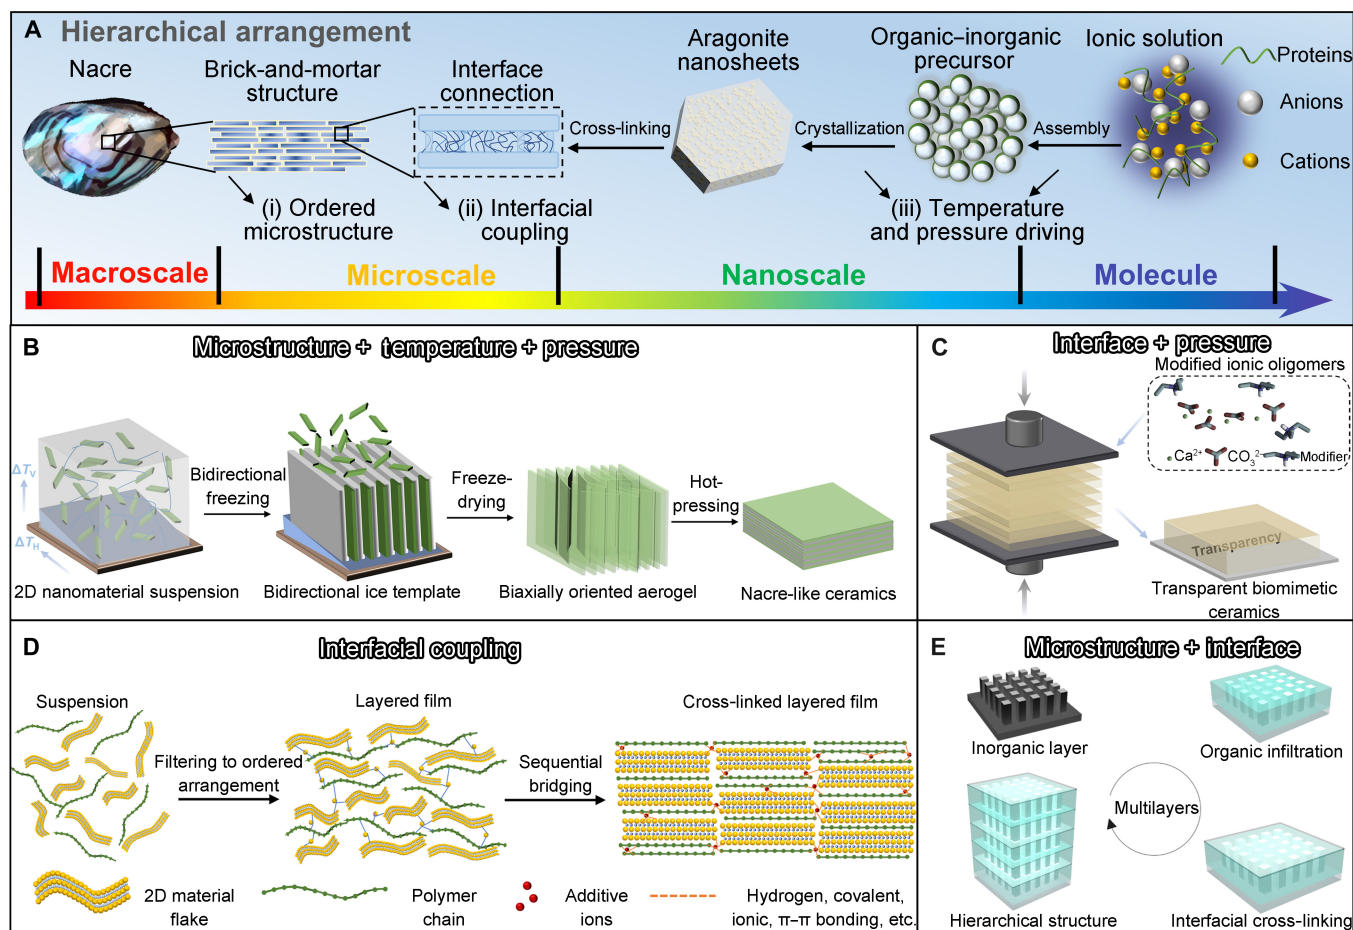 A Hierarchical arrangement
Nacre
Brick-and-mortar
structure
Interface
connection
Aragonite
nanosheets
Organic–inorganic
precursor
Ionic solution
Proteins
Anions
Cations
Cross-linking
Crystallization
Assembly
(i) Ordered
microstructure
(ii) Interfacial
coupling
(iii) Temperature
and pressure driving
Macroscale
Microscale
Nanoscale
Molecule
B
Microstructure + temperature + pressure
ΔTV
ΔTH
Bidirectional
freezing
Freeze-
drying
Hot-
pressing
2D nanomaterial suspension
Bidirectional ice template
Biaxially oriented aerogel
Nacre-like ceramics
C
Interface + pressure
Modified ionic oligomers
Ca2+
CO32−
Modifier
Transparency
Transparent biomimetic
ceramics
D
Interfacial coupling
Suspension
Layered film
Cross-linked layered film
Filtering to ordered
arrangement
Sequential
bridging
2D material
flake
Polymer
chain
Additive
ions
Hydrogen, covalent,
ionic, π–π bonding, etc.
E
Microstructure + interface
Inorganic layer
Organic infiltration
Multilayers
Hierarchical structure
Interfacial cross-linking